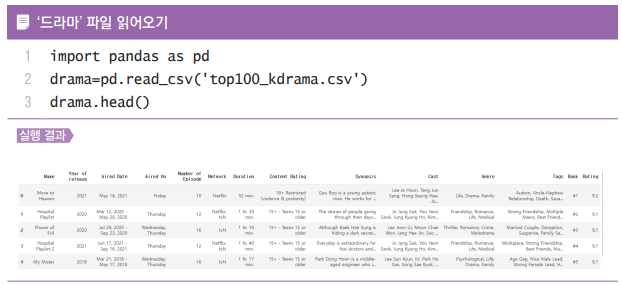 '드라마' 파일 읽어오기
1 import pandas as pd
2 drama=pd.read_csv('top100_kdrama.csv')
3 drama.head()
실행 결과
Name Year of release Aired Date Aired On Number of Episode Network Duration Content Rating Synopsis Cast Genre Tags Rank Rating
0 Move to Heaven 2021 May 14, 2021 Friday 10 Netflix 52 min. 18+ Restricted (violence & profanity) Geu Roo is a young autistic man. He works for ... Lee Je Hoon, Tang Jun Sang, Hong Seung Hee, ... Life, Drama, Family Autism, Uncle-Nephew Relationship, Death, Sava... #1 9.2
1 Hospital Playlist 2020 Mar 12, 2020 - May 28, 2020 Thursday 12 Netflix, tvN 1 hr. 30 min. 15+ - Teens 15 or older The stories of people going through their days... Jo Jung Suk, Yoo Yeon Seok, Jung Kyung Ho, Kim... Friendship, Romance, Life, Medical Strong Friendship, Multiple Mains, Best Friend... #2 9.1
2 Flower of Evil 2020 Jul 29, 2020 - Sep 23, 2020 Wednesday, Thursday 16 tvN 1 hr. 10 min. 15+ - Teens 15 or older Although Baek Hee Sung is hiding a dark secret... Lee Joon Gi, Moon Chae Won, Jang Hee Jin, Seo ... Thriller, Romance, Crime, Melodrama Married Couple, Deception, Suspense, Family Se... #3 9.1
3 Hospital Playlist 2 2021 Jun 17, 2021 - Sep 16, 2021 Thursday 12 Netflix, tvN 1 hr. 40 min. 15+ - Teens 15 or older Everyday is extraordinary for five doctors and... Jo Jung Suk, Yoo Yeon Seok, Jung Kyung Ho, Kim... Friendship, Romance, Life, Medical Workplace, Strong Friendship, Best Friends, Mu... #4 9.1
4 My Mister 2018 Mar 21, 2018 - May 17, 2018 Wednesday, Thursday 16 tvN 1 hr. 17 min. 15+ - Teens 15 or older Park Dong Hoon is a middle-aged engineer who i... Lee Sun Kyun, IU, Park Ho San, Song Sae Byuk, ... Psychological, Life, Drama, Family Age Gap, Nice Male Lead, Strong Female Lead, H... #5 9.1